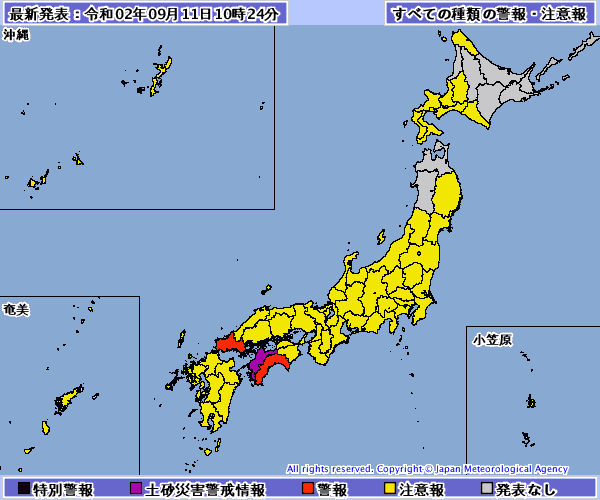 最新発表：令和02年09月11日10時24分
すべての種類の警報・注意報
沖縄
奄美
小笠原
All rights reserved. Copyright © Japan Meteorological Agency
特別警報 土砂災害警戒情報 警報 注意報 発表なし